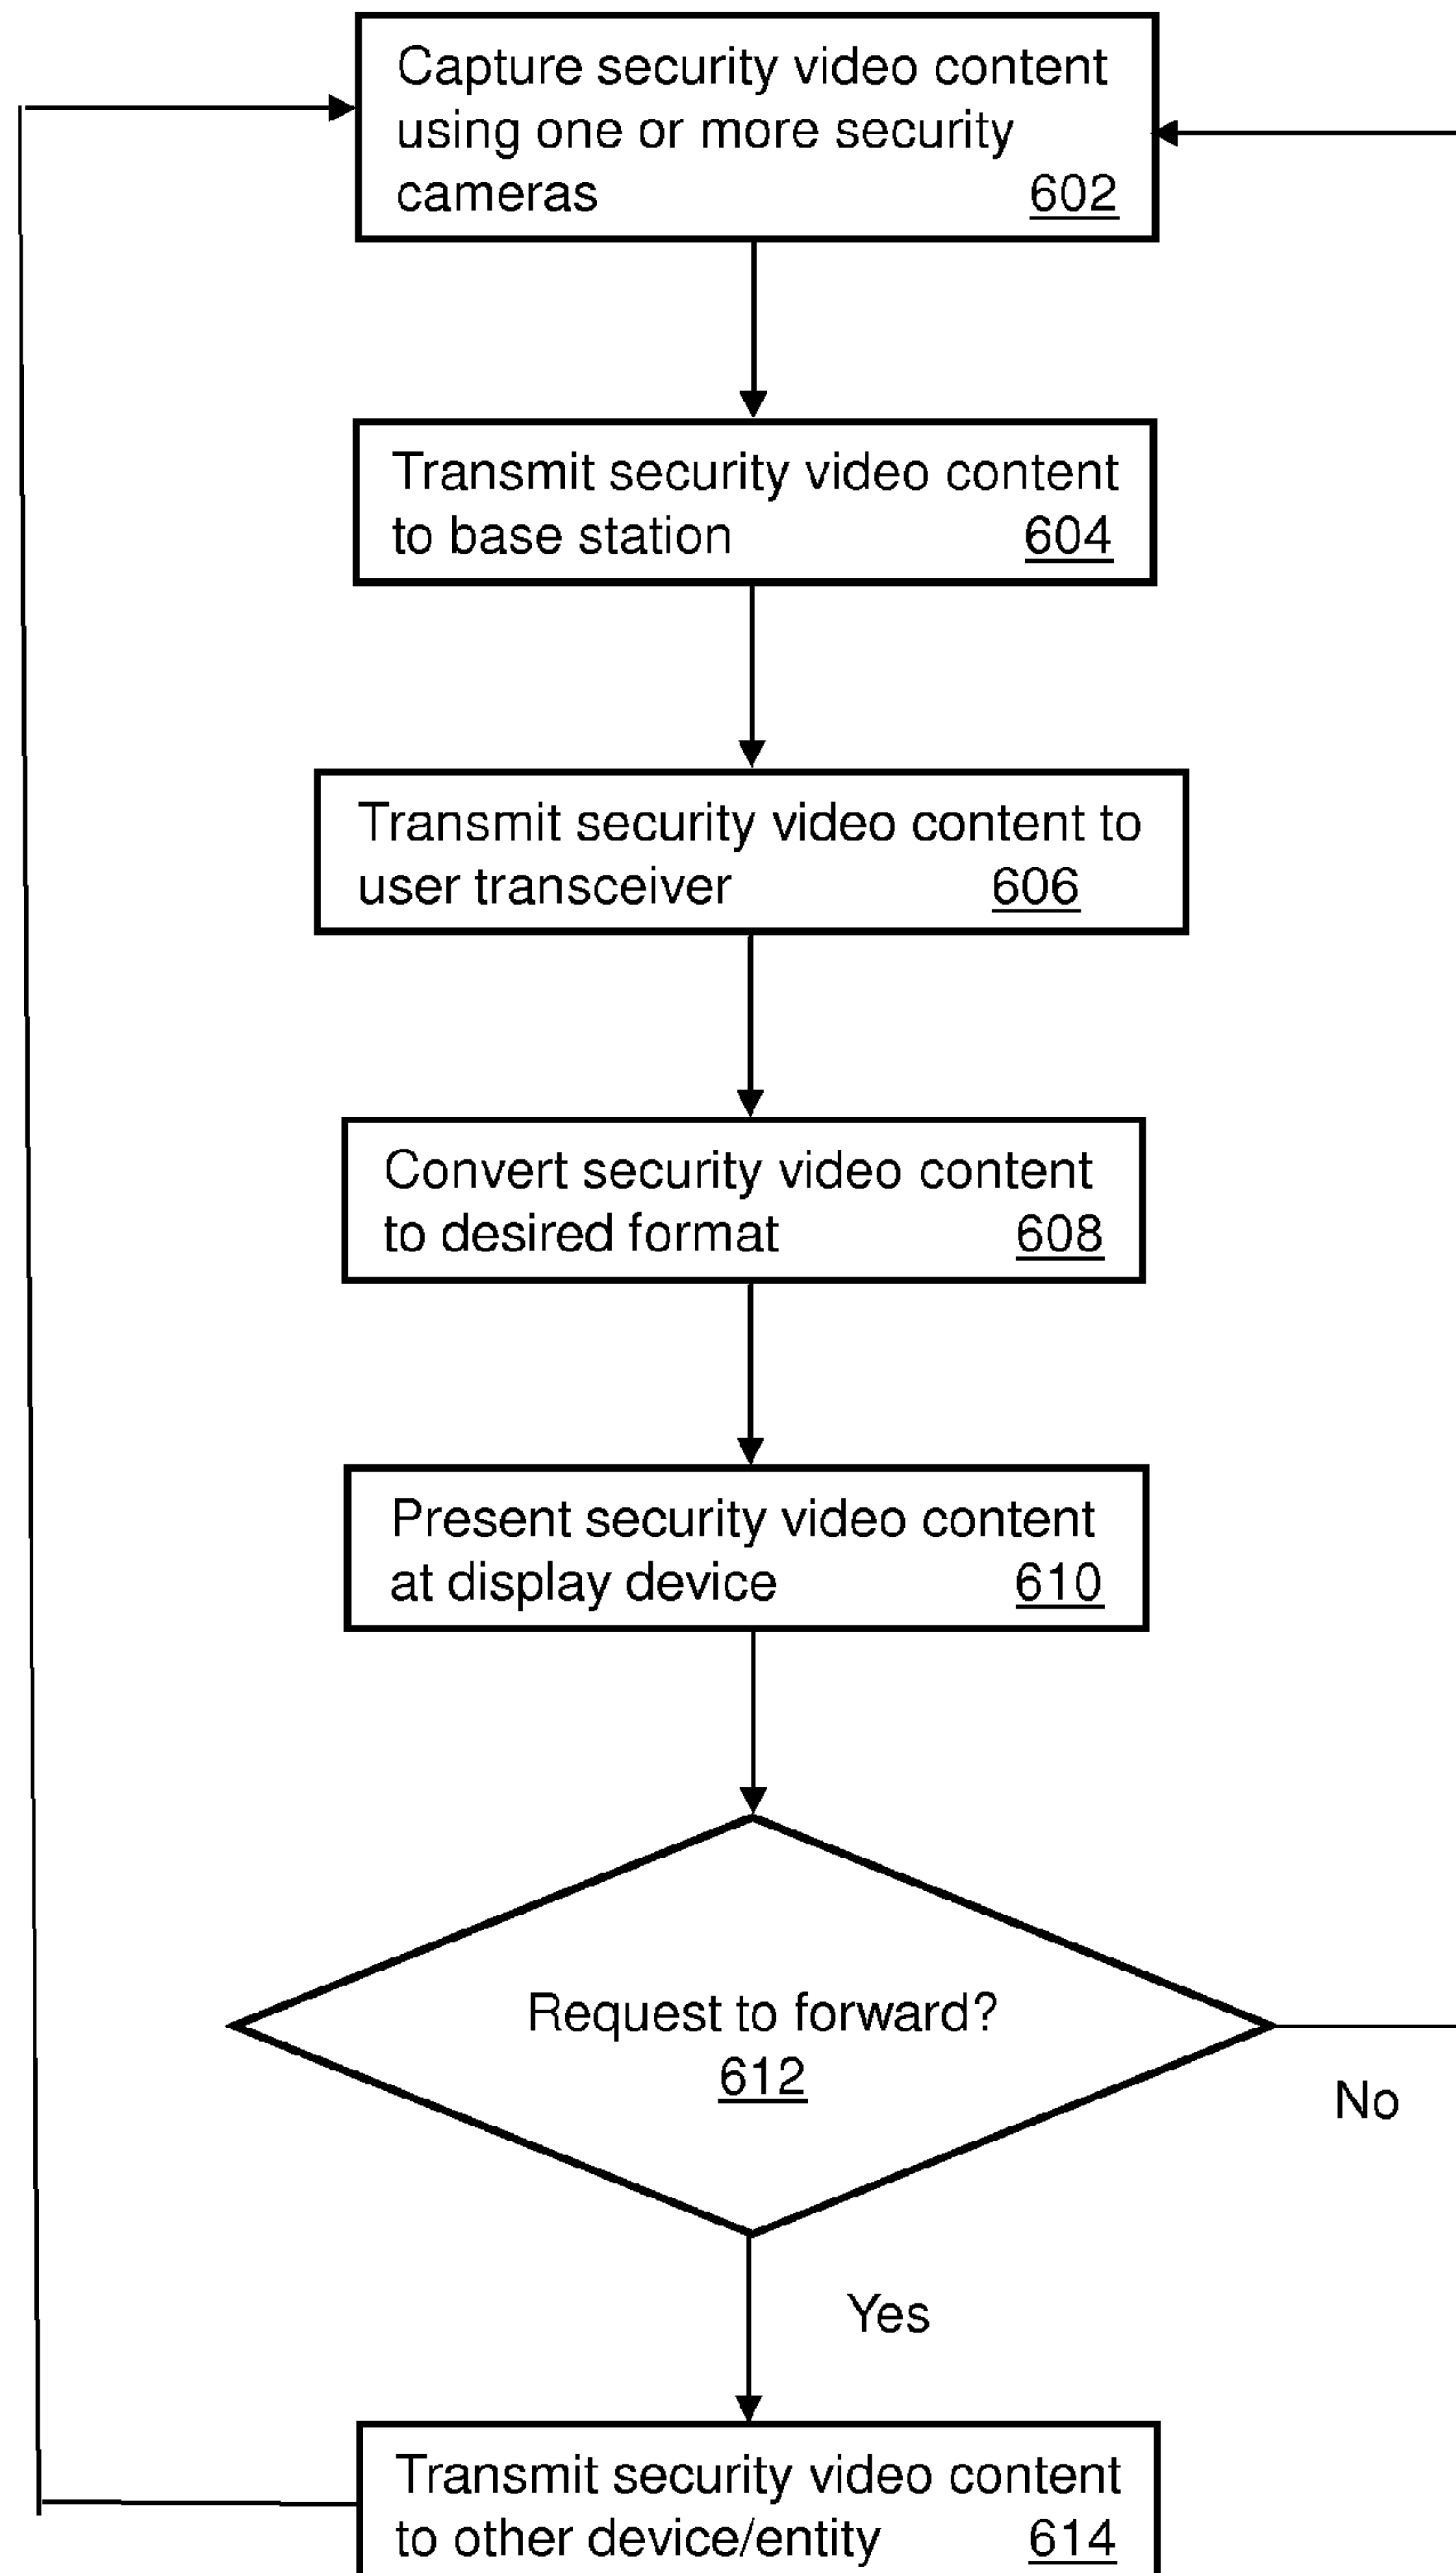 Capture security video content
using one or more security
cameras 602
Transmit security video content
to base station 604
Transmit security video content to
user transceiver 606
Convert security video content
to desired format 608
Present security video content
at display device 610
Request to forward?
612
No
Yes
Transmit security video content
to other device/entity 614